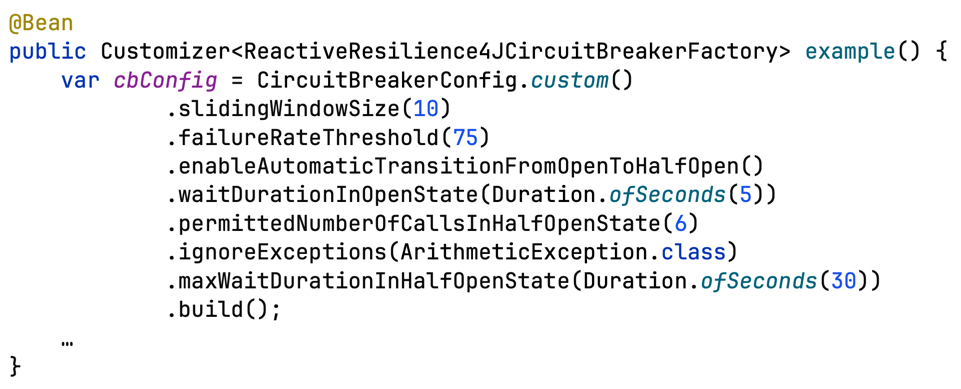 @Bean
public Customizer<ReactiveResilience4JCircuitBreakerFactory> example() {
    var cbConfig = CircuitBreakerConfig.custom()
            .slidingWindowSize(10)
            .failureRateThreshold(75)
            .enableAutomaticTransitionFromOpenToHalfOpen()
            .waitDurationInOpenState(Duration.ofSeconds(5))
            .permittedNumberOfCallsInHalfOpenState(6)
            .ignoreExceptions(ArithmeticException.class)
            .maxWaitDurationInHalfOpenState(Duration.ofSeconds(30))
            .build();
    …
}